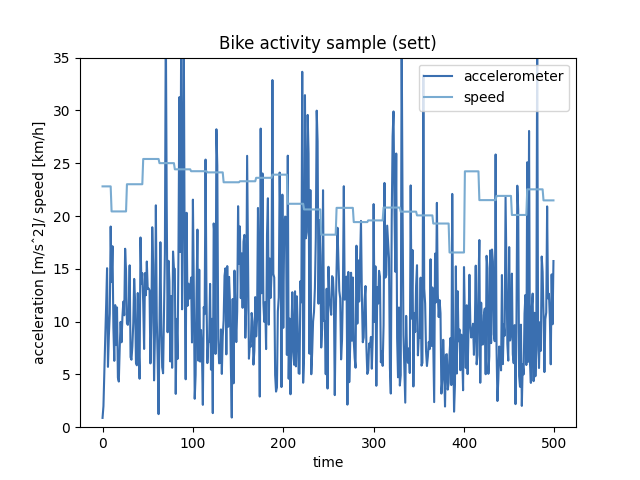 Bike activity sample (sett)
accelerometer
speed
acceleration [m/s^2]/ speed [km/h]
35
30
25
20
15
10
5
0
0 100 200 300 400 500
time